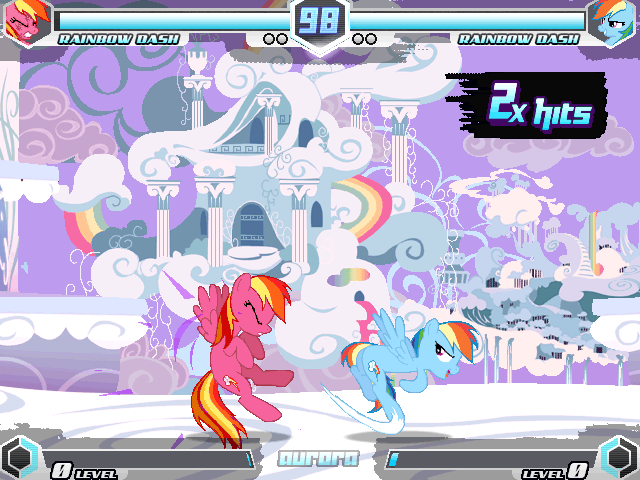 98
RAINBOW DASH
RAINBOW DASH
2x hits
0 LEVEL
aurora
LEVEL 0